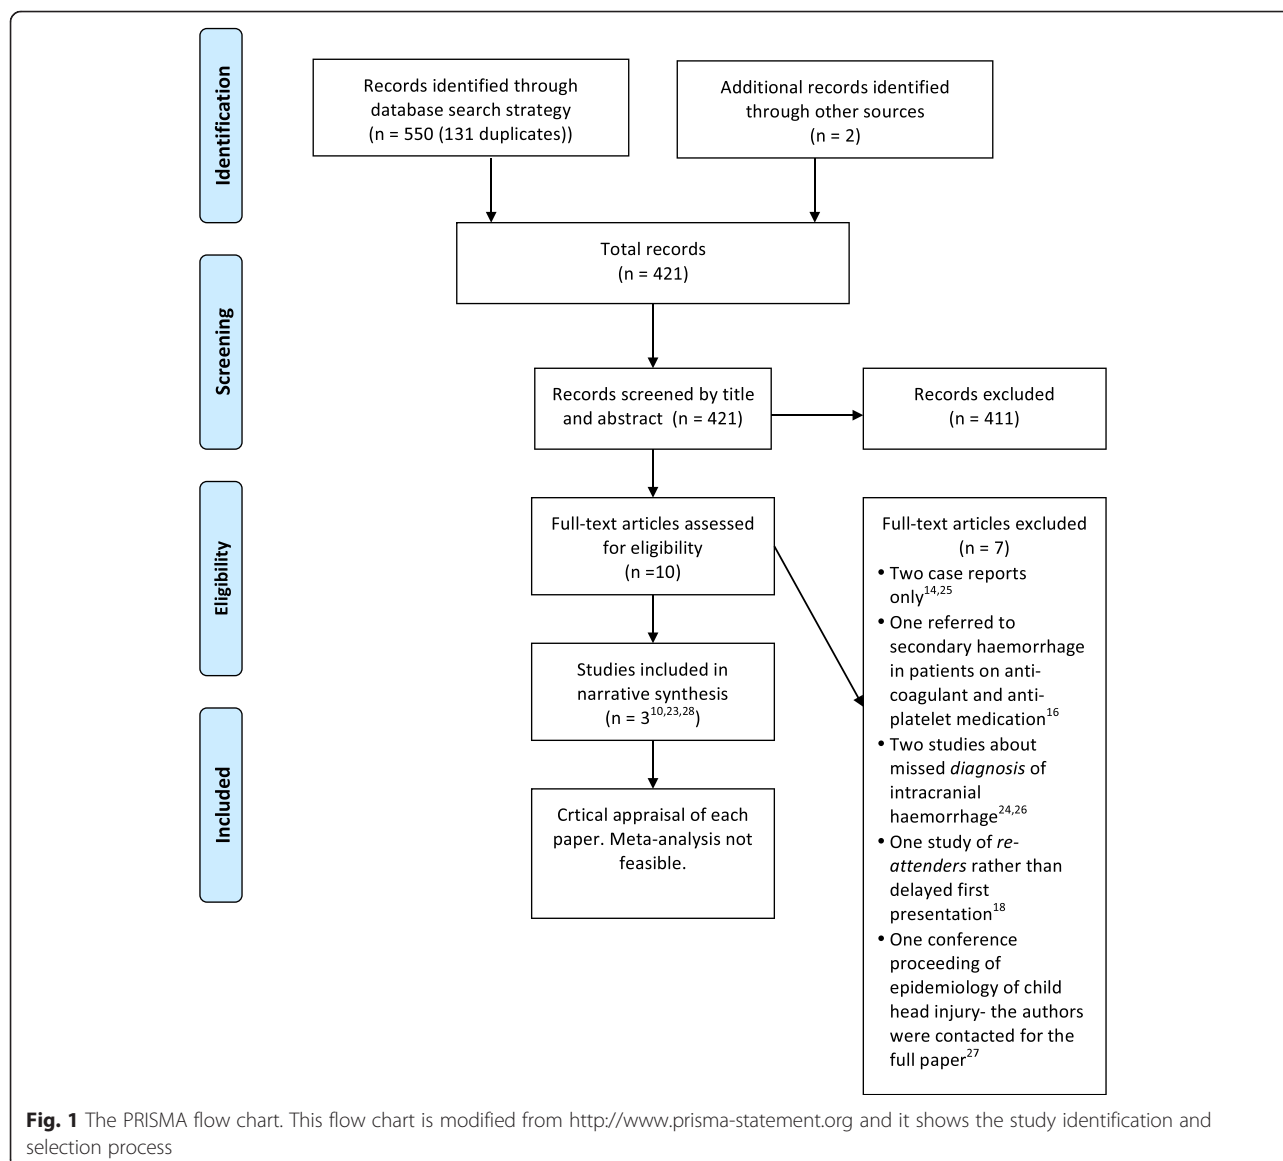 Identification
Records identified through
database search strategy
(n = 550 (131 duplicates))
Additional records identified
through other sources
(n = 2)
Total records
(n = 421)
Screening
Records screened by title
and abstract (n = 421)
Records excluded
(n = 411)
Eligibility
Full-text articles assessed
for eligibility
(n =10)
Full-text articles excluded
(n = 7)
• Two case reports
only14,25
• One referred to
secondary haemorrhage
in patients on anti-
coagulant and anti-
platelet medication16
• Two studies about
missed diagnosis of
intracranial
haemorrhage24,26
• One study of re-
attenders rather than
delayed first
presentation18
• One conference
proceeding of
epidemiology of child
head injury- the authors
were contacted for the
full paper27
Studies included in
narrative synthesis
(n = 310,23,28)
Included
Crtical appraisal of each
paper. Meta-analysis not
feasible.
Fig. 1 The PRISMA flow chart. This flow chart is modified from http://www.prisma-statement.org and it shows the study identification and
selection process